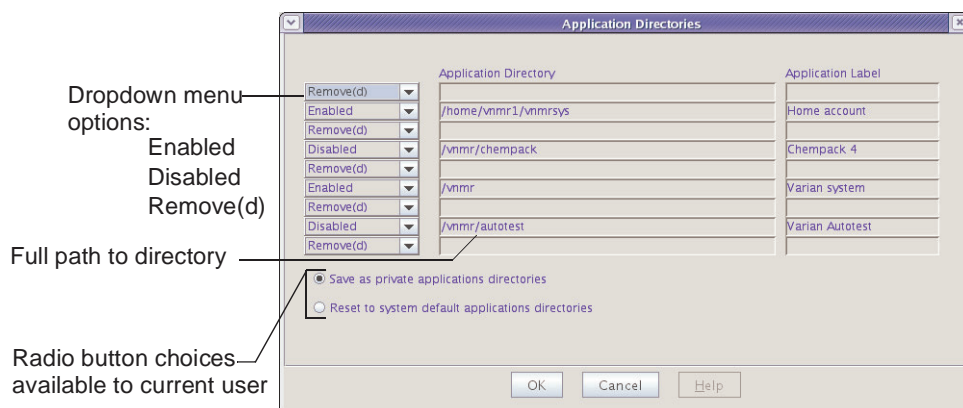 Application Directories
Application Directory Application Label
Remove(d)
Enabled /home/vnmr1/vnmrsys Home account
Remove(d)
Disabled /vnmr/chempack Chempack 4
Remove(d)
Enabled /vnmr Varian system
Remove(d)
Disabled /vnmr/autotest Varian Autotest
Remove(d)
Save as private applications directories
Reset to system default applications directories
OK Cancel Help
Dropdown menu
options:
Enabled
Disabled
Remove(d)
Full path to directory
Radio button choices
available to current user